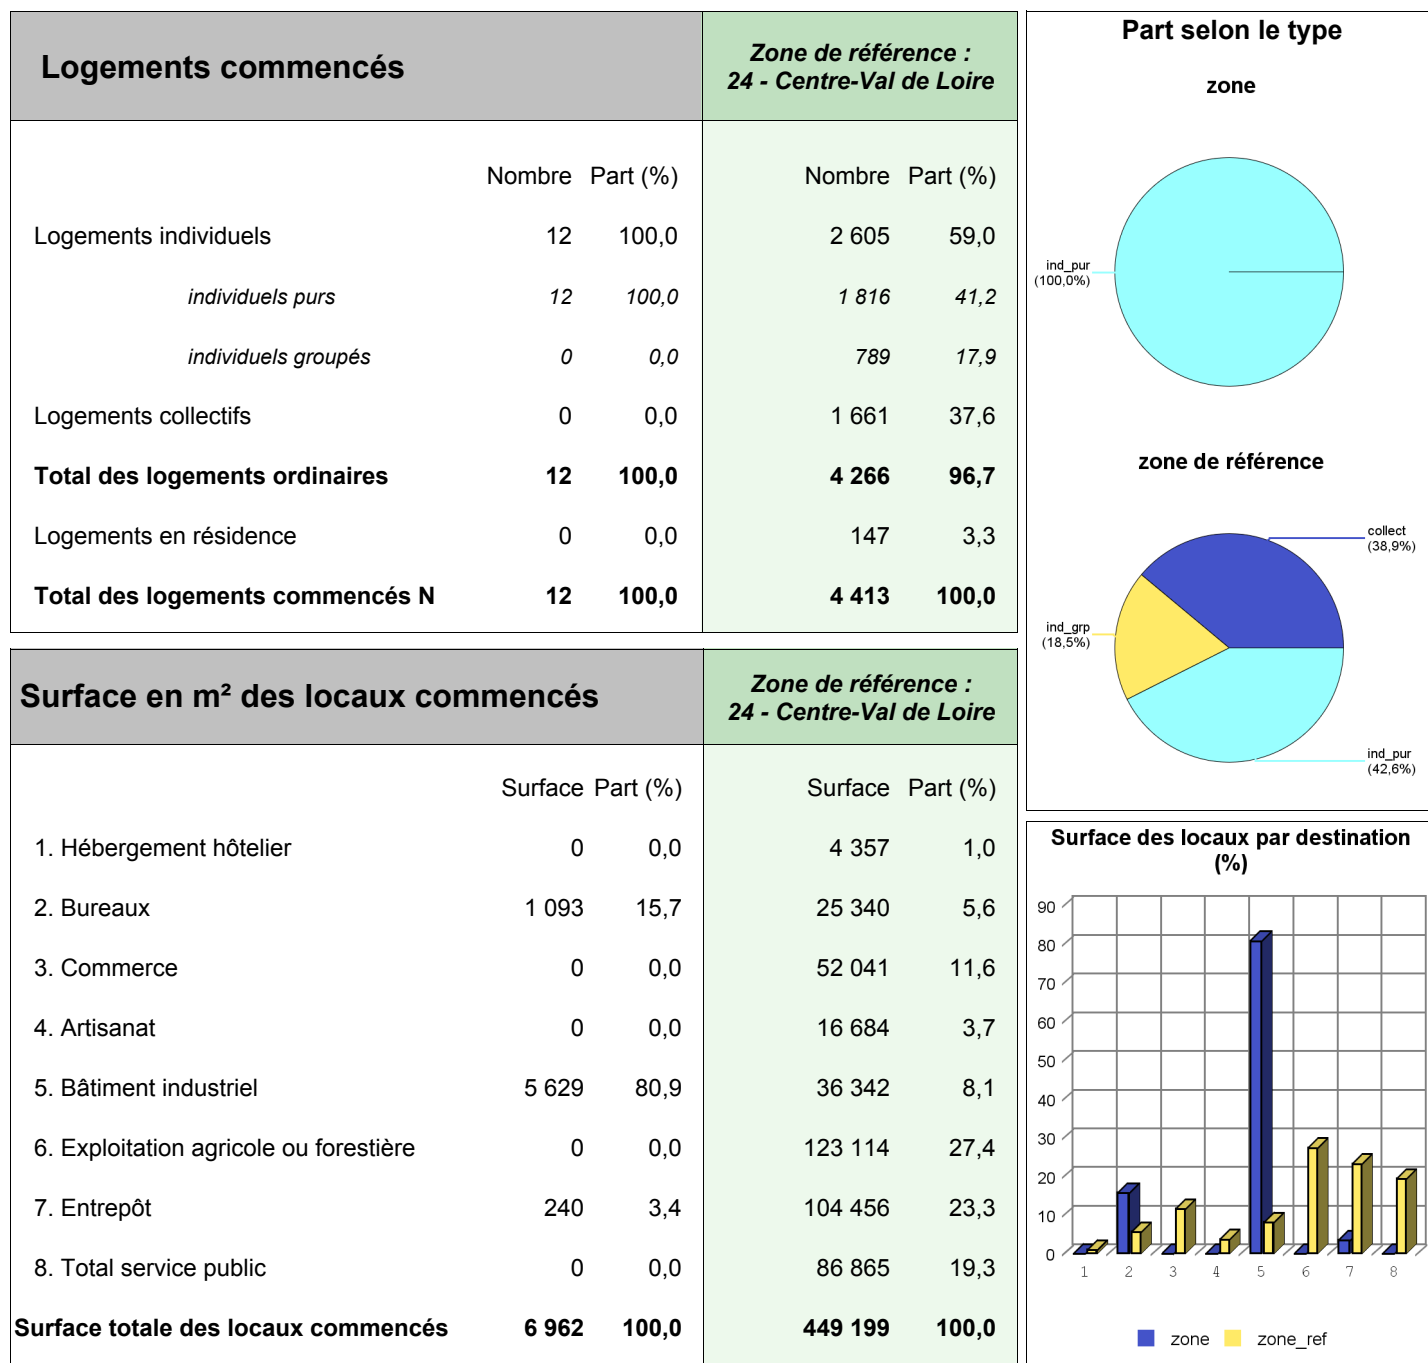 Logements commencés
Zone de référence :
24 - Centre-Val de Loire
Nombre Part (%) Nombre Part (%)
Logements individuels 12 100,0 2 605 59,0
individuels purs 12 100,0 1 816 41,2
individuels groupés 0 0,0 789 17,9
Logements collectifs 0 0,0 1 661 37,6
Total des logements ordinaires 12 100,0 4 266 96,7
Logements en résidence 0 0,0 147 3,3
Total des logements commencés N 12 100,0 4 413 100,0
Surface en m² des locaux commencés
Zone de référence :
24 - Centre-Val de Loire
Surface Part (%) Surface Part (%)
1. Hébergement hôtelier 0 0,0 4 357 1,0
2. Bureaux 1 093 15,7 25 340 5,6
3. Commerce 0 0,0 52 041 11,6
4. Artisanat 0 0,0 16 684 3,7
5. Bâtiment industriel 5 629 80,9 36 342 8,1
6. Exploitation agricole ou forestière 0 0,0 123 114 27,4
7. Entrepôt 240 3,4 104 456 23,3
8. Total service public 0 0,0 86 865 19,3
Surface totale des locaux commencés 6 962 100,0 449 199 100,0
Part selon le type
zone
ind_pur
(100,0%)
zone de référence
collect
(38,9%)
ind_grp
(18,5%)
ind_pur
(42,6%)
Surface des locaux par destination
(%)
90
80
70
60
50
40
30
20
10
0
1 2 3 4 5 6 7 8
zone zone_ref